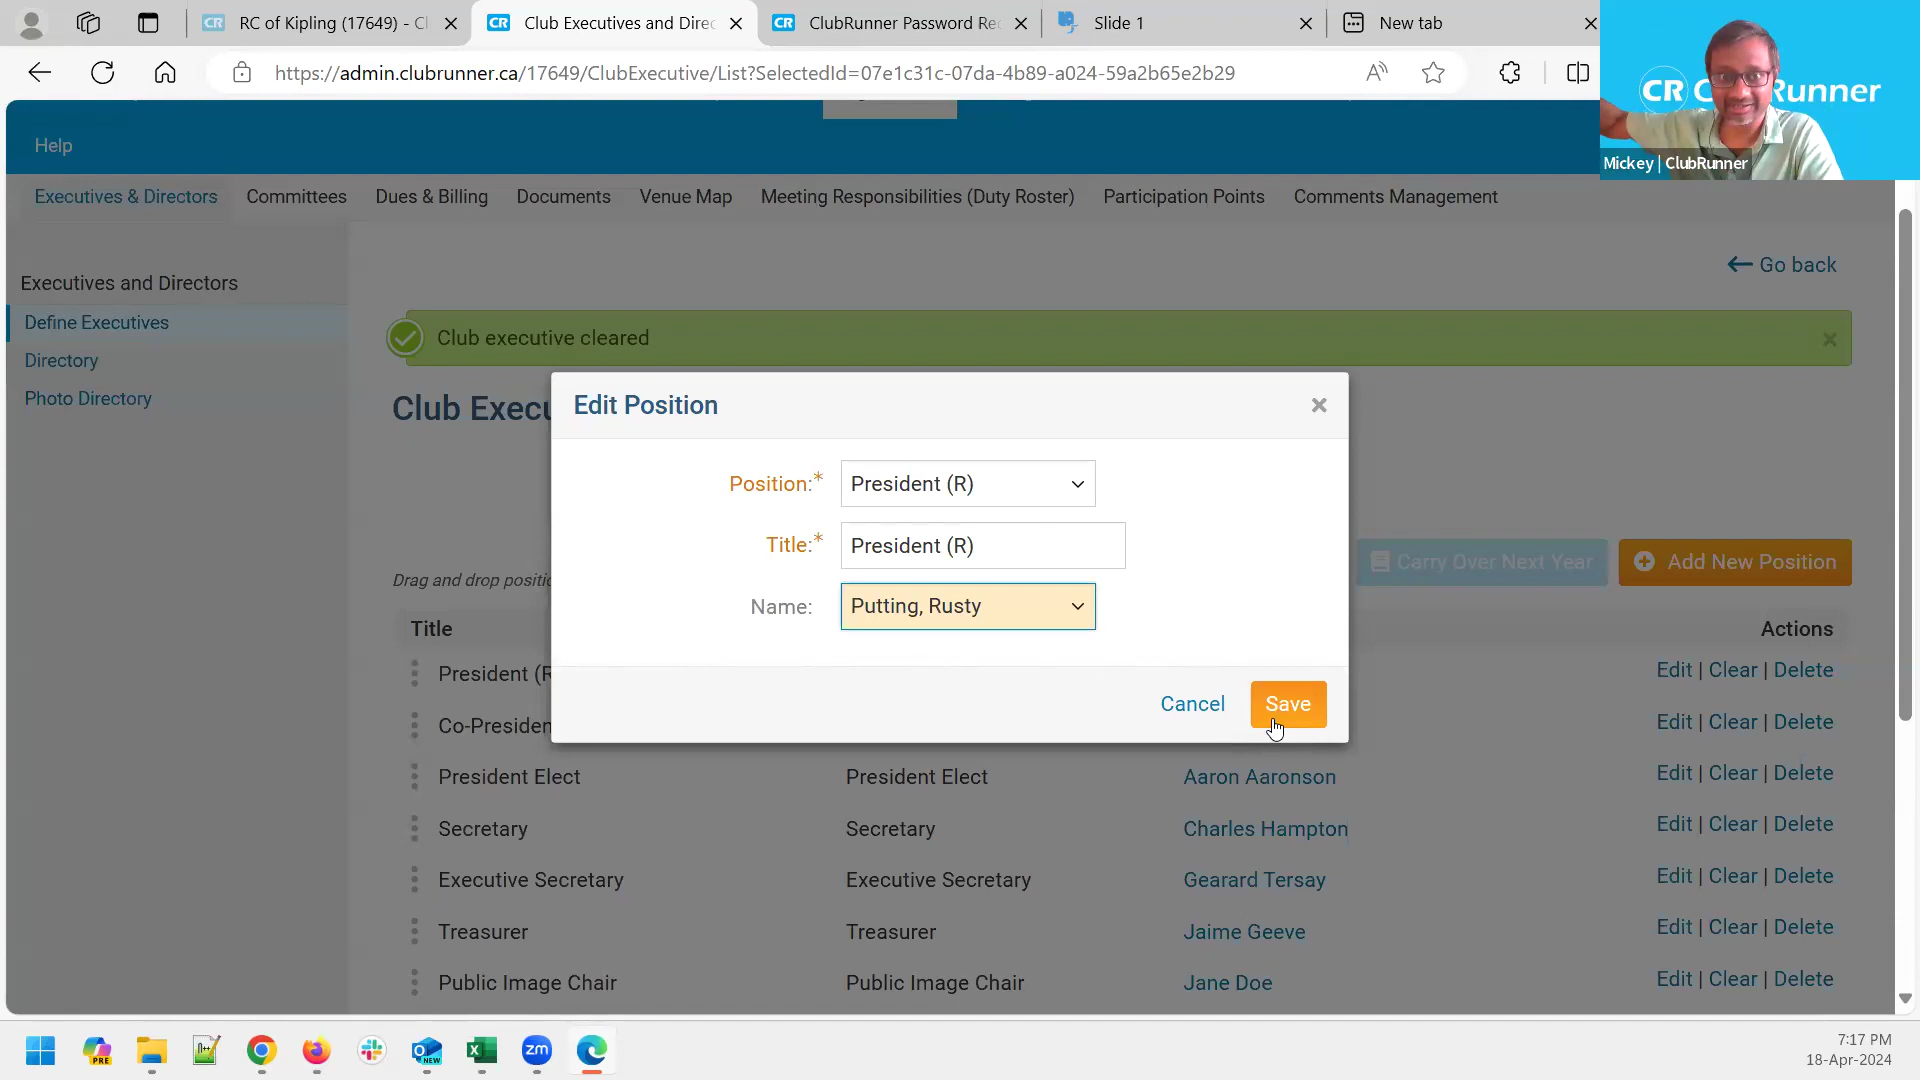 CR RC of Kipling (17649) - Cl
CR Club Executives and Direc
CR ClubRunner Password Re
Slide 1
New tab
https://admin.clubrunner.ca/17649/ClubExecutive/List?SelectedId=07e1c31c-07da-4b89-a024-59a2b65e2b29
CR C Runner
Mickey | ClubRunner
Help
Executives & Directors Committees Dues & Billing Documents Venue Map Meeting Responsibilities (Duty Roster) Participation Points Comments Management
Go back
Executives and Directors
Define Executives
Directory
Photo Directory
Club executive cleared
Club Execu
Edit Position
Position:* President (R)
Title:* President (R)
Name: Putting, Rusty
Cancel Save
Carry Over Next Year
Add New Position
Drag and drop positio
Title Actions
President (R Edit | Clear | Delete
Co-Presiden Edit | Clear | Delete
President Elect President Elect Aaron Aaronson Edit | Clear | Delete
Secretary Secretary Charles Hampton Edit | Clear | Delete
Executive Secretary Executive Secretary Gearard Tersay Edit | Clear | Delete
Treasurer Treasurer Jaime Geeve Edit | Clear | Delete
Public Image Chair Public Image Chair Jane Doe Edit | Clear | Delete
PRE
NEW
zm
7:17 PM
18-Apr-2024